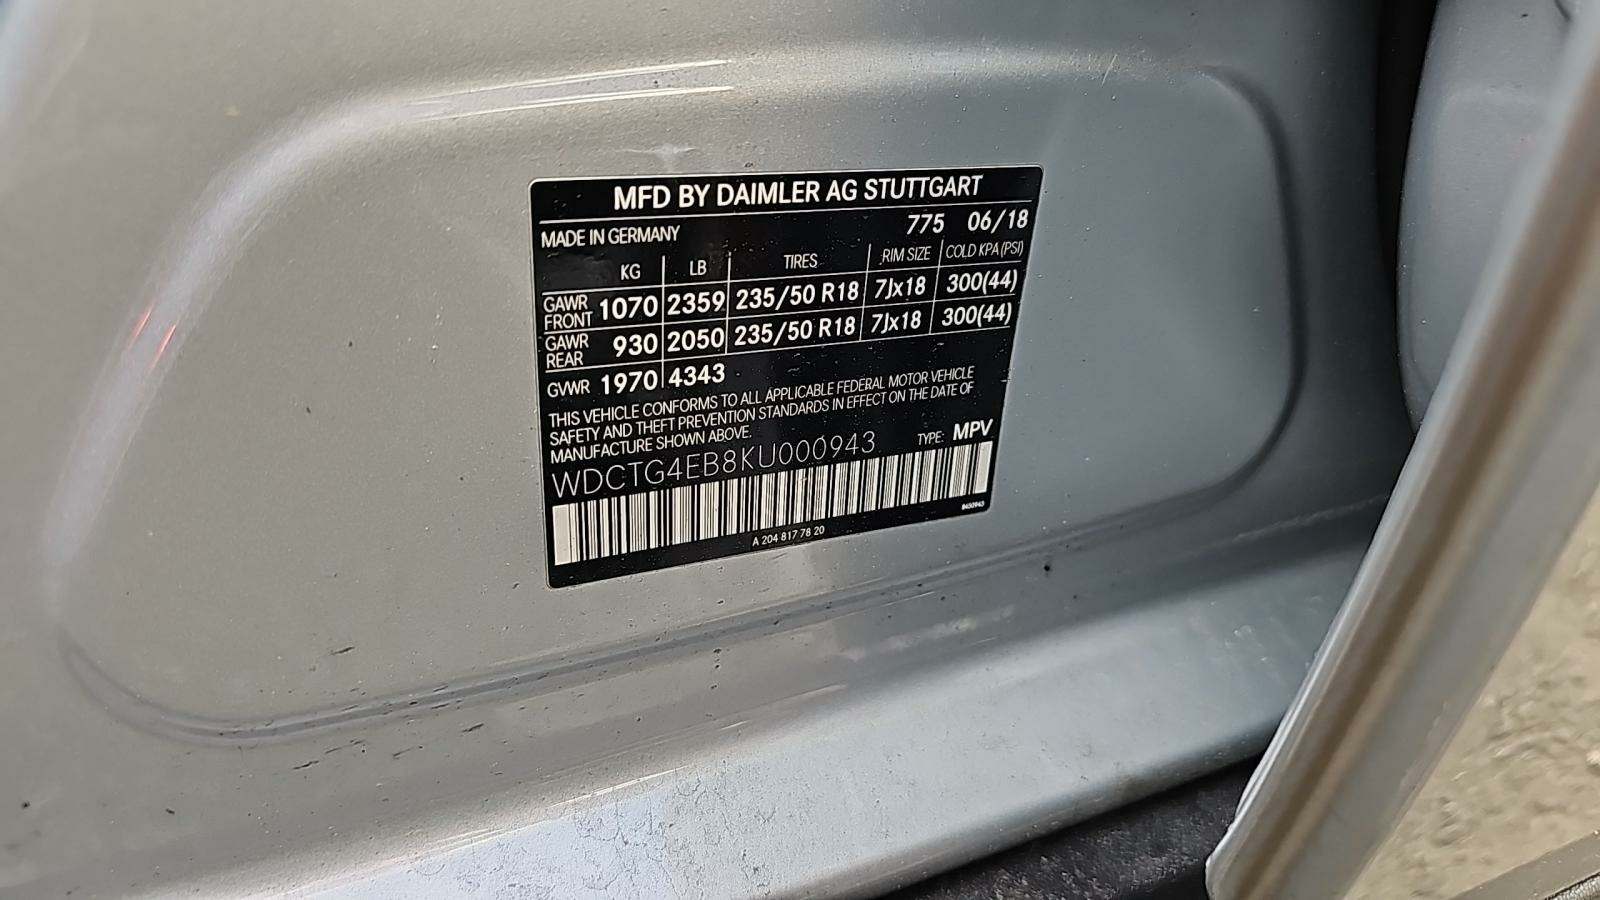 MFD BY DAIMLER AG STUTTGART
775 06/18
MADE IN GERMANY
KG LB TIRES RIM SIZE COLD KPA (PSI)
GAWR FRONT 1070 2359 235/50 R18 7Jx18 300(44)
GAWR REAR 930 2050 235/50 R18 7Jx18 300(44)
GVWR 1970 4343
THIS VEHICLE CONFORMS TO ALL APPLICABLE FEDERAL MOTOR VEHICLE
SAFETY AND THEFT PREVENTION STANDARDS IN EFFECT ON THE DATE OF
MANUFACTURE SHOWN ABOVE.
WDCTG4EB8KU000943 TYPE: MPV
A 204 817 78 20